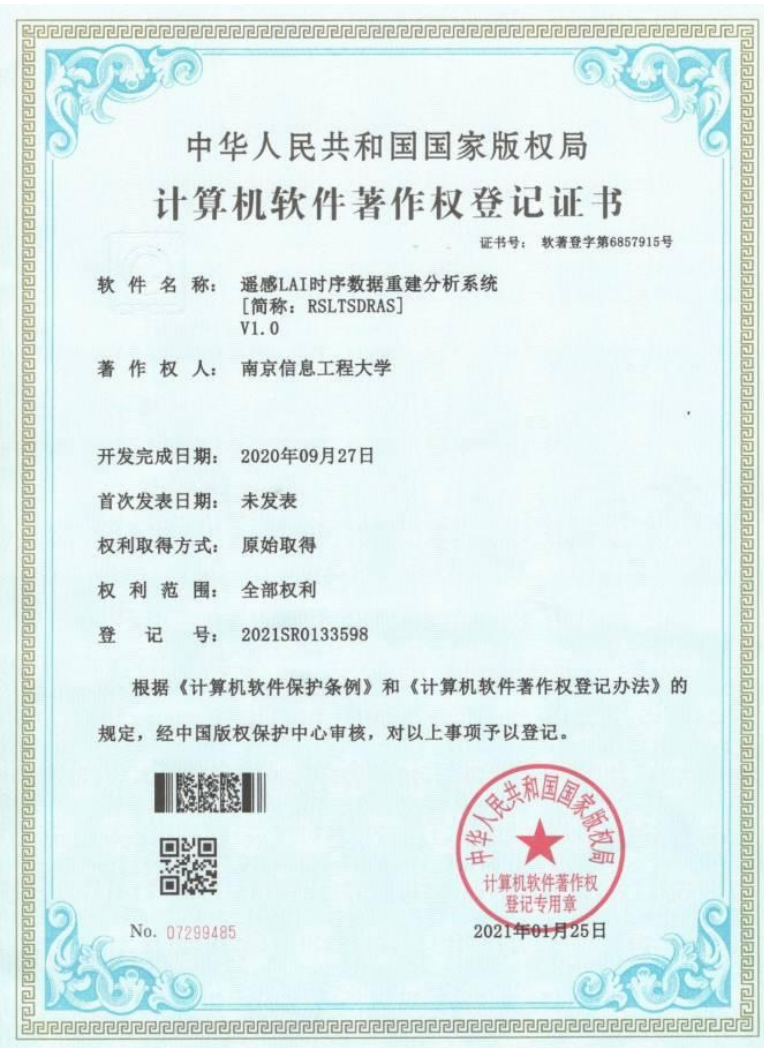 中华人民共和国国家版权局
计算机软件著作权登记证书
证书号： 软著登字第6857915号
软件名称： 遥感LAI时序数据重建分析系统
[简称：RSLTSDRAS]
V1.0
著作权人： 南京信息工程大学
开发完成日期： 2020年09月27日
首次发表日期： 未发表
权利取得方式： 原始取得
权利范围： 全部权利
登记号： 2021SR0133598
根据《计算机软件保护条例》和《计算机软件著作权登记办法》的
规定，经中国版权保护中心审核，对以上事项予以登记。
中华人民共和国国家版权局
计算机软件著作权
登记专用章
No. 07299485
2021年01月25日